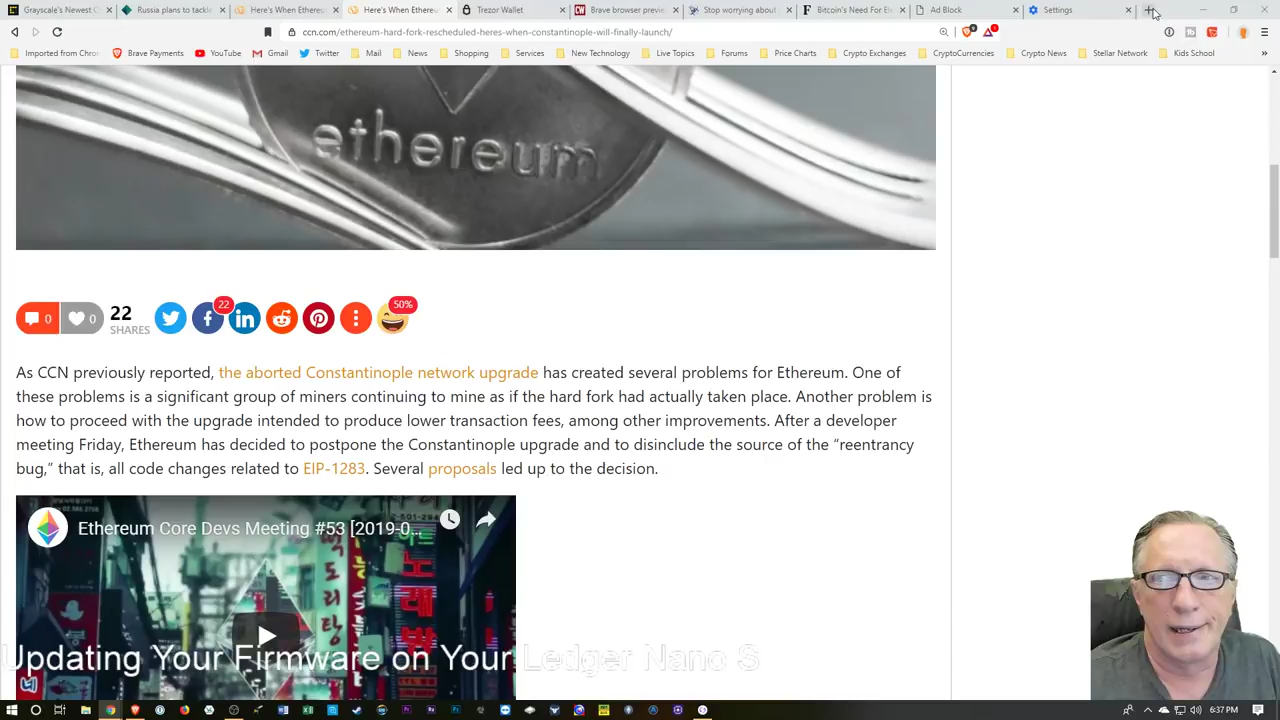 Grayscale's Newest C
Russia plans to tackle
Here's When Ethereu
Here's When Ethereu
Trezor Wallet
Brave browser previe
Stop worrying about
Bitcoin's Need For Ele
Ad Block
Settings
ccn.com/ethereum-hard-fork-rescheduled-heres-when-constantinople-will-finally-launch/
Imported from Chro
Brave Payments
YouTube
Gmail
Twitter
Most Visited
News
Shopping
Services
New Technology
Live Topics
Forums
Price Charts
Crypto Exchanges
CryptoCurrencies
Crypto News
Stellar Network
Kids School
»
ethereum
0
0
22
SHARES
22
50%
As CCN previously reported, the aborted Constantinople network upgrade has created several problems for Ethereum. One of
these problems is a significant group of miners continuing to mine as if the hard fork had actually taken place. Another problem is
how to proceed with the upgrade intended to produce lower transaction fees, among other improvements. After a developer
meeting Friday, Ethereum has decided to postpone the Constantinople upgrade and to disinclude the source of the “reentrancy
bug,” that is, all code changes related to EIP-1283. Several proposals led up to the decision.
Ethereum Core Devs Meeting #53 [2019-0...
Updating Your Firmware on Your Ledger Nano S
6:37 PM